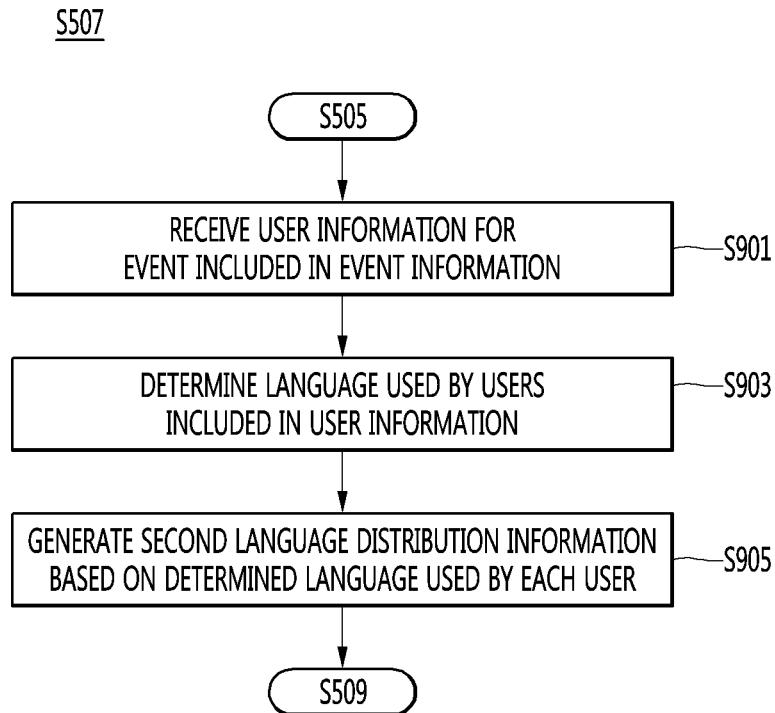 S507
S505
RECEIVE USER INFORMATION FOR
EVENT INCLUDED IN EVENT INFORMATION
S901
DETERMINE LANGUAGE USED BY USERS
INCLUDED IN USER INFORMATION
S903
GENERATE SECOND LANGUAGE DISTRIBUTION INFORMATION
BASED ON DETERMINED LANGUAGE USED BY EACH USER
S905
S509